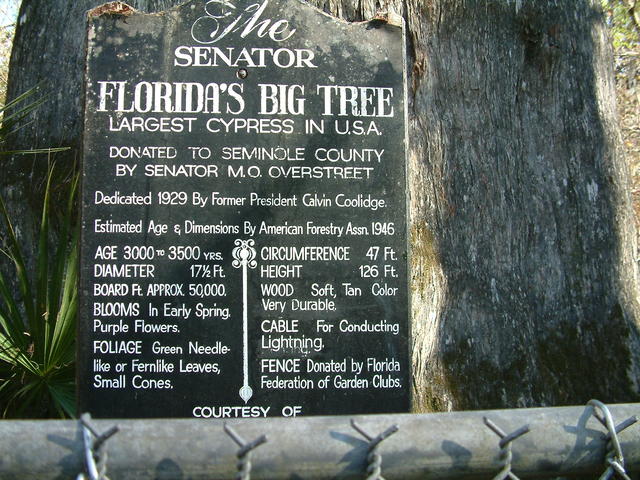 The
SENATOR
FLORIDA'S BIG TREE
LARGEST CYPRESS IN U.S.A.
DONATED TO SEMINOLE COUNTY
BY SENATOR M.O. OVERSTREET
Dedicated 1929 By Former President Calvin Coolidge.
Estimated Age & Dimensions By American Forestry Assn. 1946
AGE 3000 TO 3500 YRS.
DIAMETER 17½ Ft.
BOARD Ft. APPROX. 50,000.
BLOOMS In Early Spring,
Purple Flowers.
FOLIAGE Green Needle-
like or Fernlike Leaves,
Small Cones.
CIRCUMFERENCE 47 Ft.
HEIGHT 126 Ft.
WOOD Soft, Tan Color
Very Durable.
CABLE For Conducting
Lightning.
FENCE Donated by Florida
Federation of Garden Clubs.
COURTESY OF